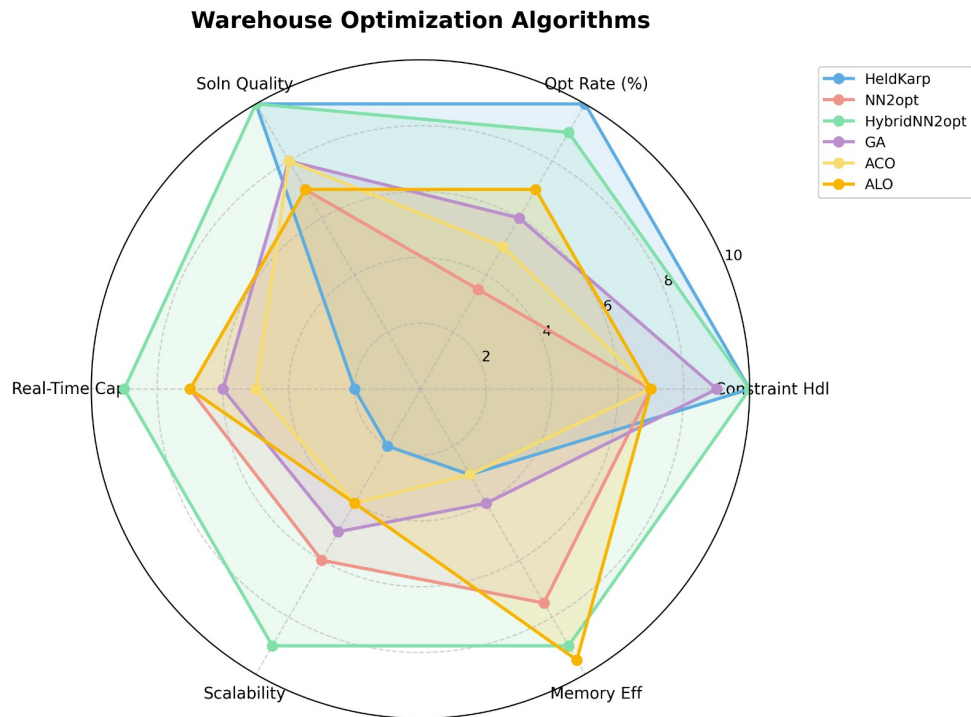 Warehouse Optimization Algorithms
Soln Quality
Opt Rate (%)
HeldKarp
NN2opt
HybridNN2opt
GA
ACO
ALO
10
8
6
4
2
Real-Time Cap
Constraint Hdl
Scalability
Memory Eff